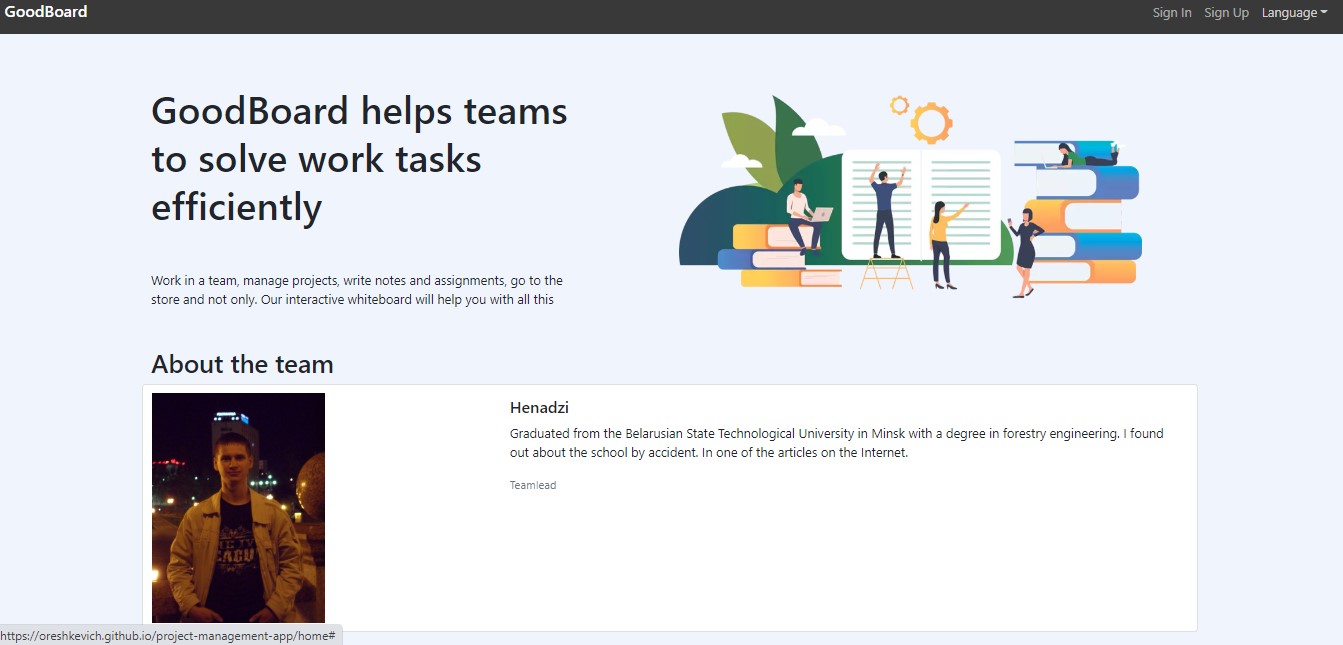 GoodBoard
Sign In Sign Up Language
GoodBoard helps teams
to solve work tasks
efficiently
Work in a team, manage projects, write notes and assignments, go to the
store and not only. Our interactive whiteboard will help you with all this
About the team
Henadzi
Graduated from the Belarusian State Technological University in Minsk with a degree in forestry engineering. I found
out about the school by accident. In one of the articles on the Internet.
Teamlead
https://oreshkevich.github.io/project-management-app/home#